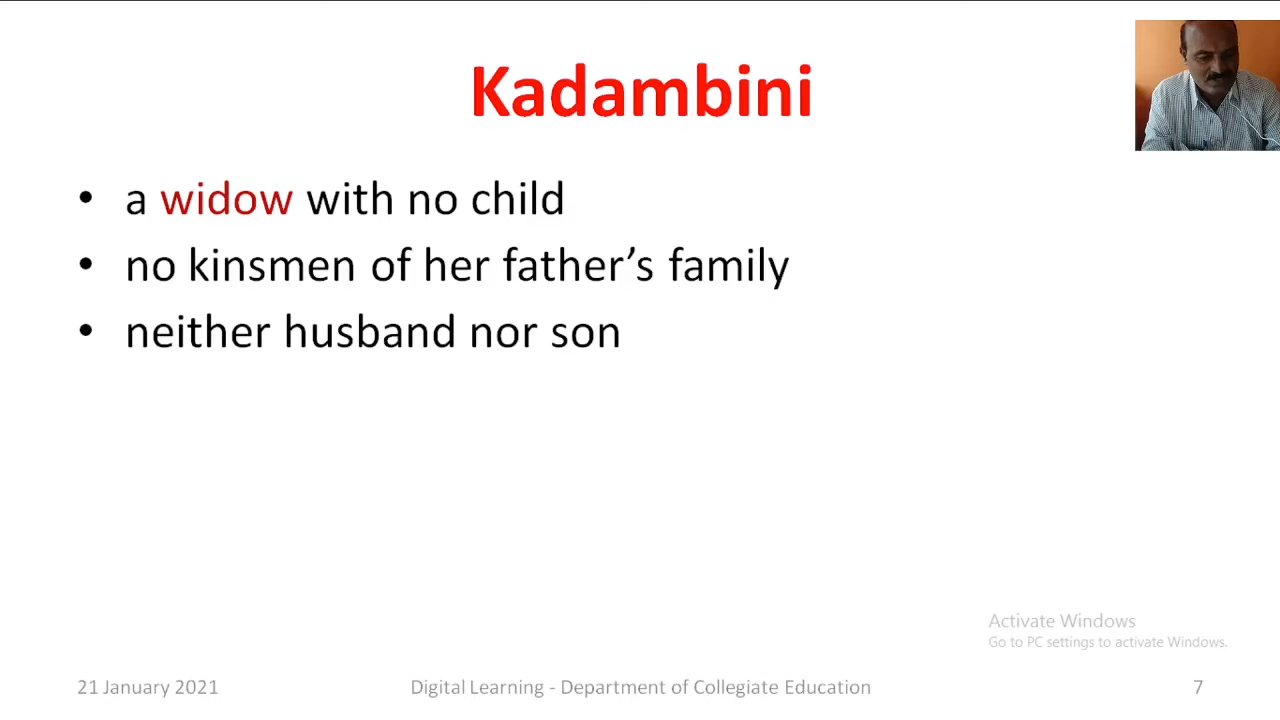 Kadambini
• a widow with no child
• no kinsmen of her father’s family
• neither husband nor son
Activate Windows
Go to PC settings to activate Windows.
21 January 2021
Digital Learning - Department of Collegiate Education
7